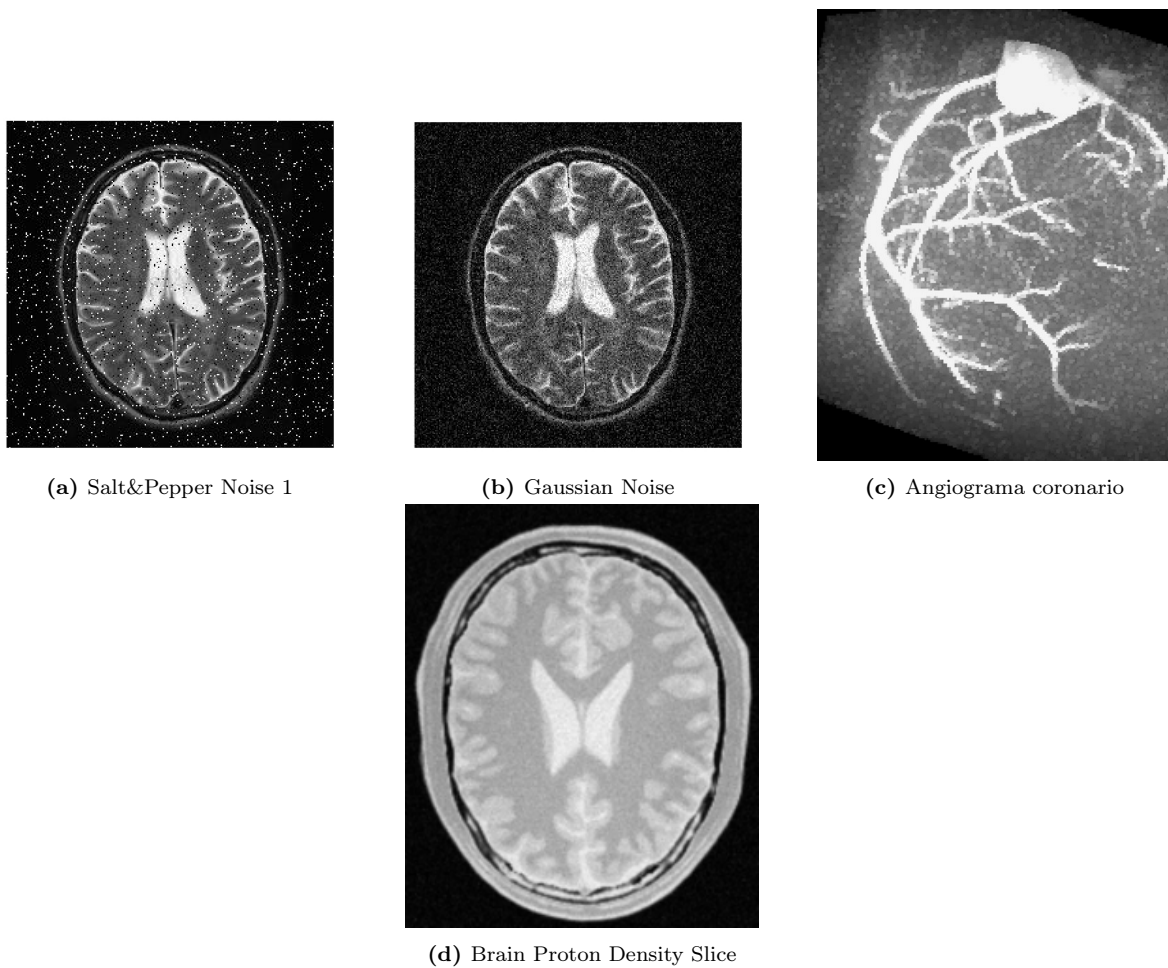 (a) Salt&Pepper Noise 1
(b) Gaussian Noise
(c) Angiograma coronario
(d) Brain Proton Density Slice